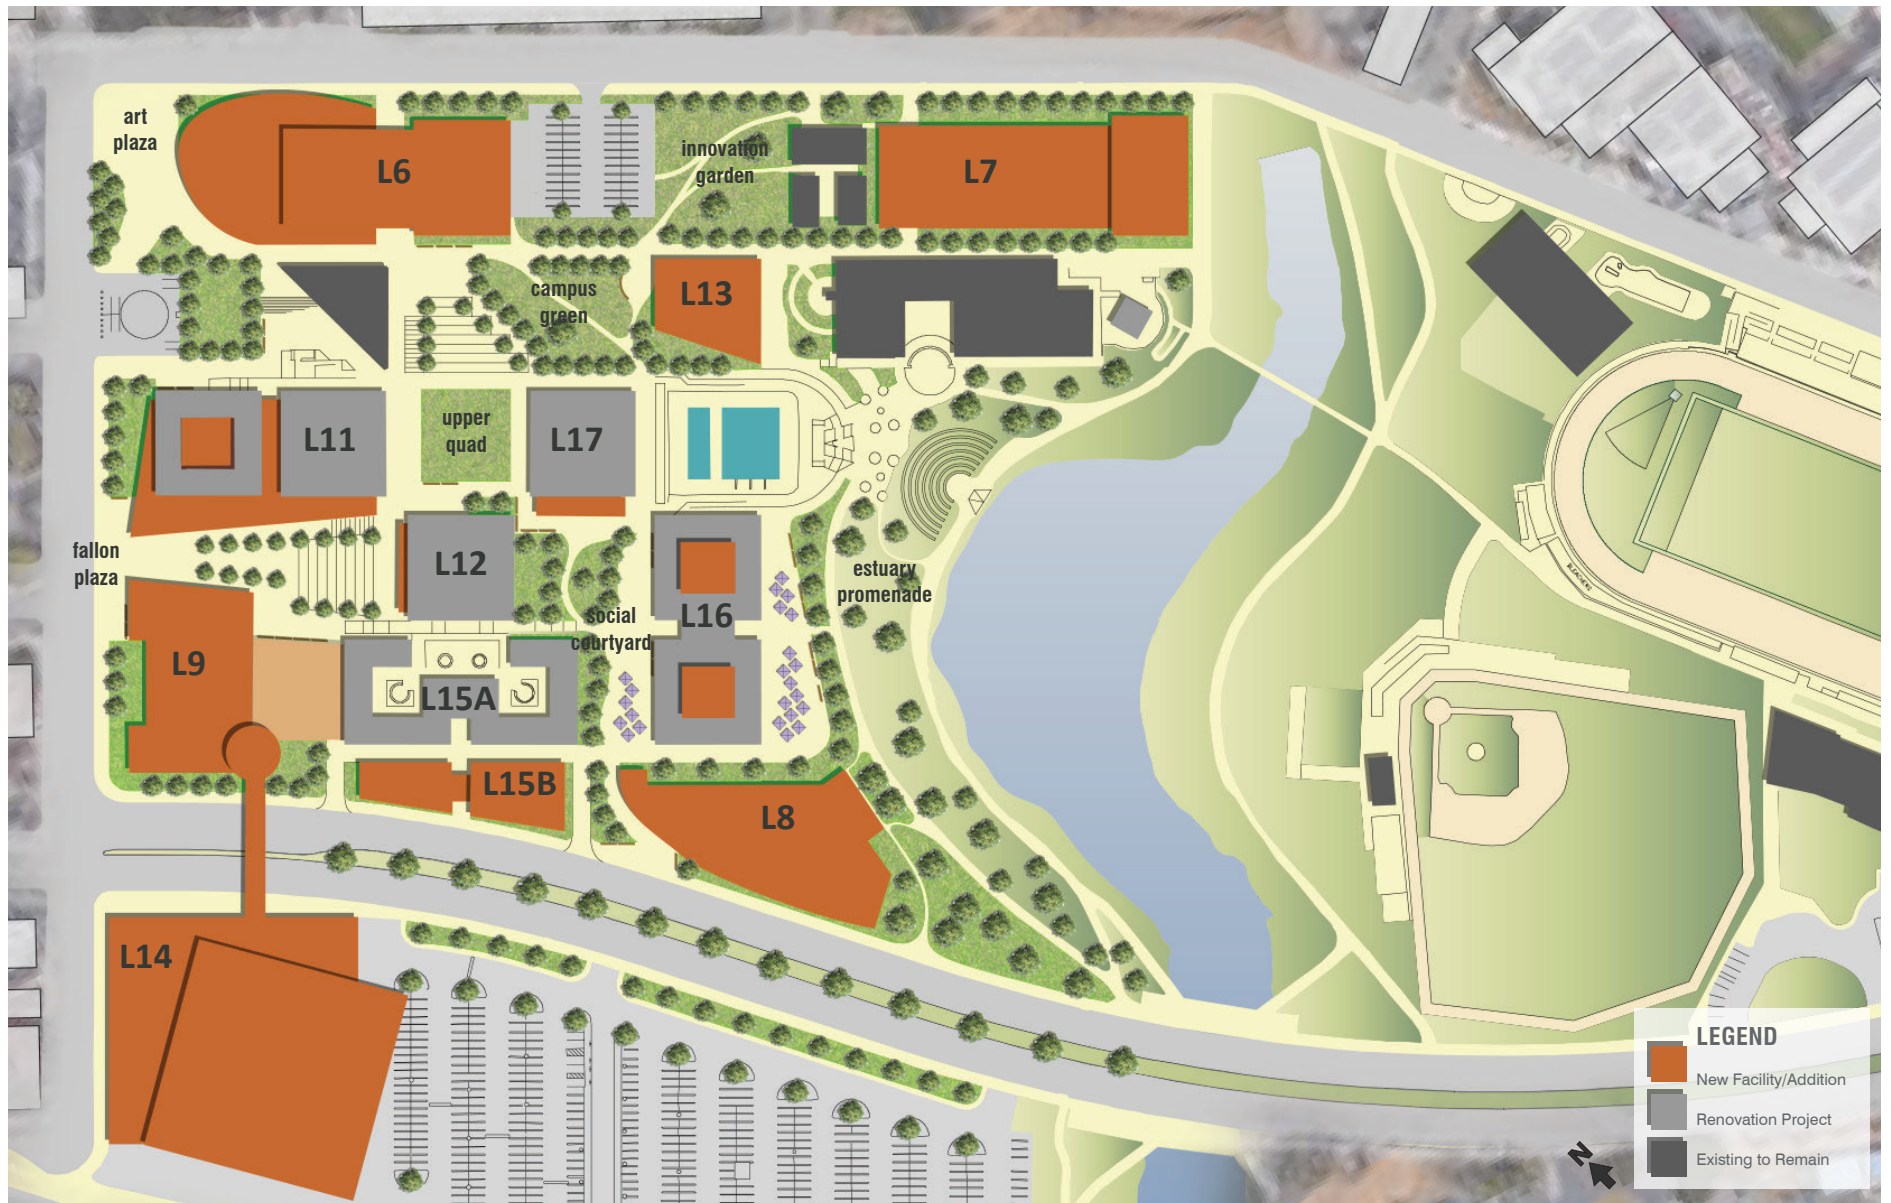 art
plaza
L6
innovation
garden
L7
campus
green
L13
L11
upper
quad
L17
fallon
plaza
L12
estuary
promenade
L16
social
courtyard
L9
L15A
L15B
L8
L14
BLEACHERS
LEGEND
New Facility/Addition
Renovation Project
Existing to Remain
N